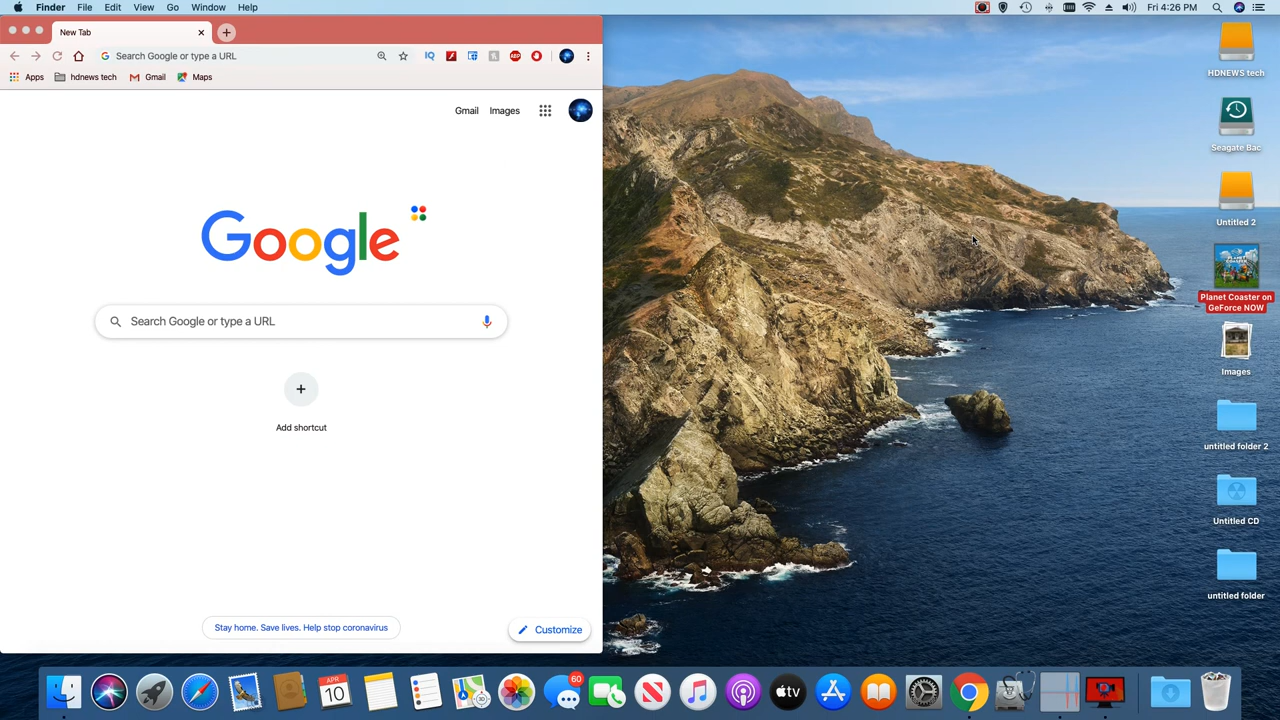 Finder File Edit View Go Window Help
Fri 4:26 PM
New Tab
Search Google or type a URL
Apps hdnews tech Gmail Maps
Gmail Images
Google
Search Google or type a URL
Add shortcut
Stay home. Save lives. Help stop coronavirus
Customize
HDNEWS tech
Seagate Bac
Untitled 2
Planet Coaster on
GeForce NOW
Images
untitled folder 2
Untitled CD
untitled folder
APR
10
60
tv